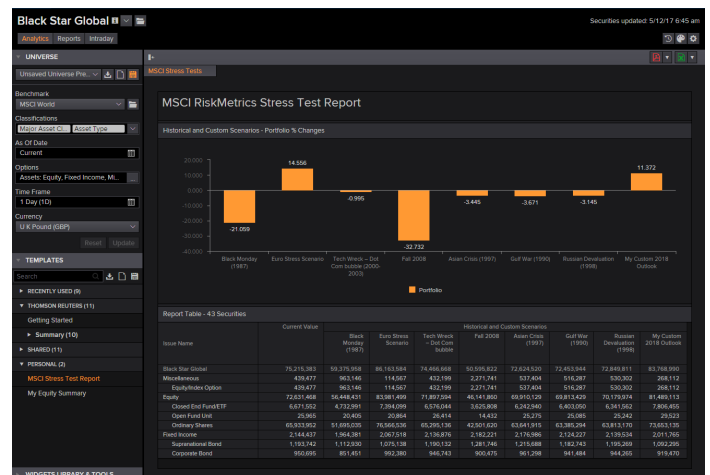 Black Star Global
Securities updated: 5/12/17 6:45 am
Analytics Reports Intraday
UNIVERSE
Unsaved Universe Pre...
MSCI Stress Tests
Benchmark
MSCI World
Classifications
Major Asset Cl... Asset Type
As Of Date
Current
Options
Assets: Equity, Fixed Income, Mi...
Time Frame
1 Day (1D)
Currency
U K Pound (GBP)
Reset Update
TEMPLATES
Search
RECENTLY USED (9)
THOMSON REUTERS (11)
Getting Started
Summary (10)
SHARED (11)
PERSONAL (2)
MSCI Stress Test Report
My Equity Summary
WIDGETS LIBRARY & TOOLS
MSCI RiskMetrics Stress Test Report
Historical and Custom Scenarios - Portfolio % Changes
20.000
10.000
0.000
-10.000
-20.000
-30.000
-40.000
-21.059
14.556
-0.995
-32.732
-3.445
-3.671
-3.145
11.372
Black Monday (1987)
Euro Stress Scenario
Tech Wreck – Dot Com bubble (2000-2003)
Fall 2008
Asian Crisis (1997)
Gulf War (1990)
Russian Devaluation (1998)
My Custom 2018 Outlook
Portfolio
Report Table - 43 Securities
Current Value Historical and Custom Scenarios
Issue Name Black Monday (1987) Euro Stress Scenario Tech Wreck – Dot Com bubble Fall 2008 Asian Crisis (1997) Gulf War (1990) Russian Devaluation (1998) My Custom 2018 Outlook
Black Star Global 75,215,383 59,375,958 86,163,584 74,466,668 50,595,822 72,624,520 72,453,944 72,849,811 83,768,990
Miscellaneous 439,477 963,146 114,567 432,199 2,271,741 537,404 516,287 530,302 268,112
Equity/Index Option 439,477 963,146 114,567 432,199 2,271,741 537,404 516,287 530,302 268,112
Equity 72,631,468 56,448,431 83,981,499 71,897,594 46,141,860 69,910,129 69,813,429 70,179,974 81,489,113
Closed End Fund/ETF 6,671,552 4,732,991 7,394,099 6,576,044 3,625,808 6,242,940 6,403,050 6,341,562 7,806,455
Open Fund Unit 25,965 20,405 20,864 26,414 14,432 25,275 25,085 25,242 29,523
Ordinary Shares 65,933,952 51,695,035 76,566,536 65,295,136 42,501,620 63,641,915 63,385,294 63,813,170 73,653,135
Fixed Income 2,144,437 1,964,381 2,067,518 2,136,876 2,182,221 2,176,986 2,124,227 2,139,534 2,011,765
Supranational Bond 1,193,742 1,112,930 1,075,138 1,190,132 1,281,746 1,215,688 1,182,743 1,195,269 1,092,295
Corporate Bond 950,695 851,451 992,380 946,743 900,475 961,298 941,484 944,265 919,470